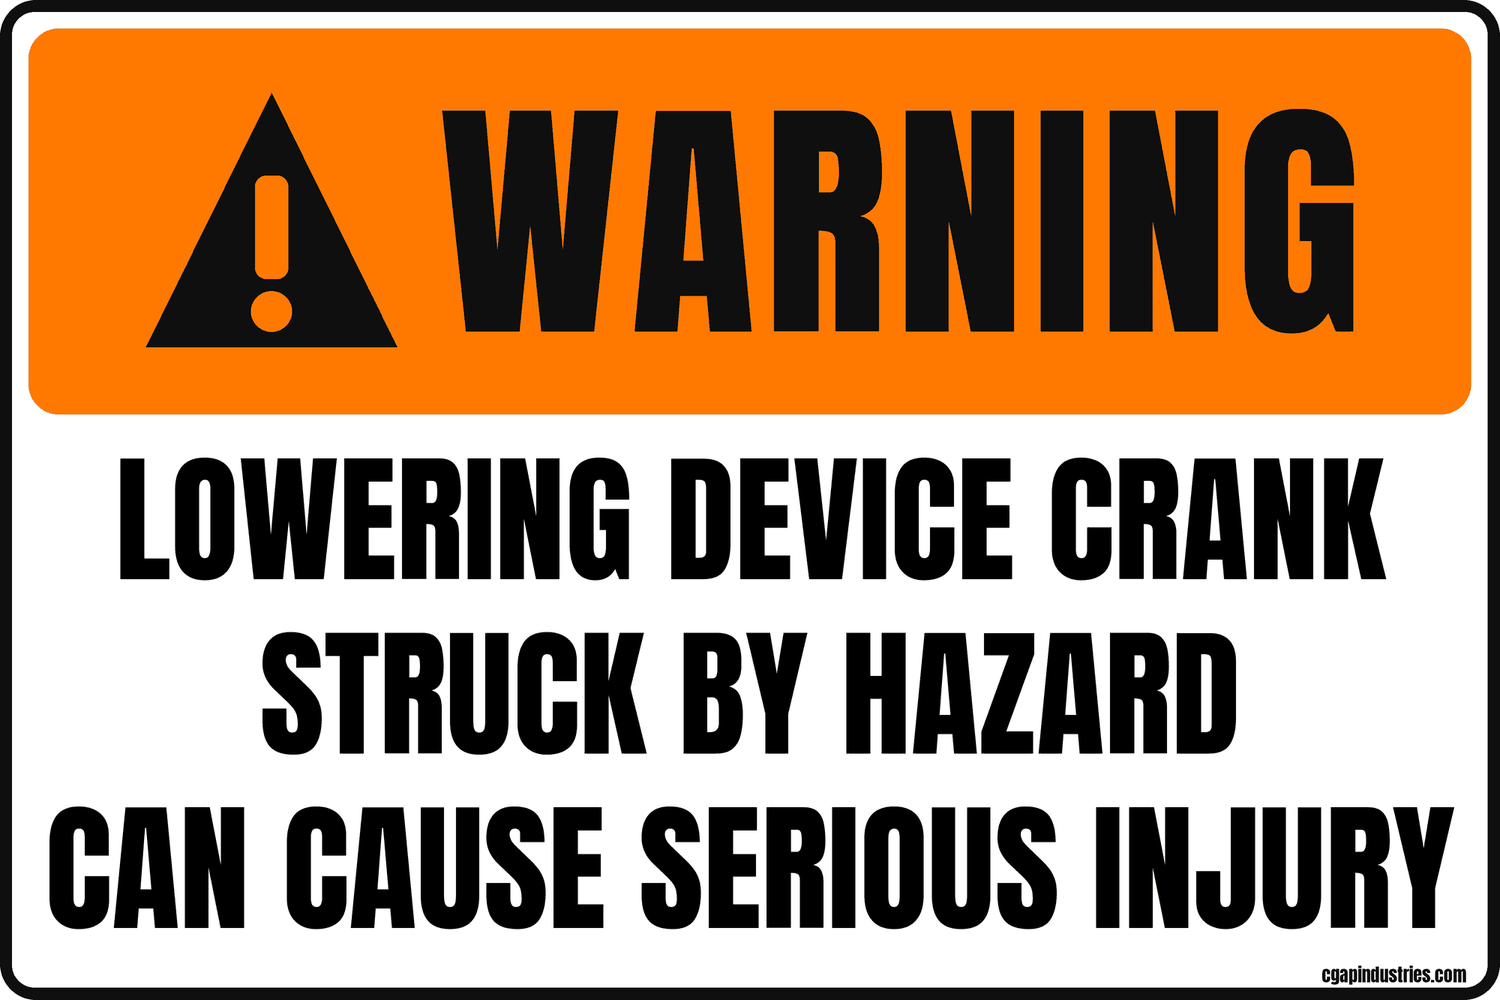 WARNING
LOWERING DEVICE CRANK
STRUCK BY HAZARD
CAN CAUSE SERIOUS INJURY
cgapindustries.com